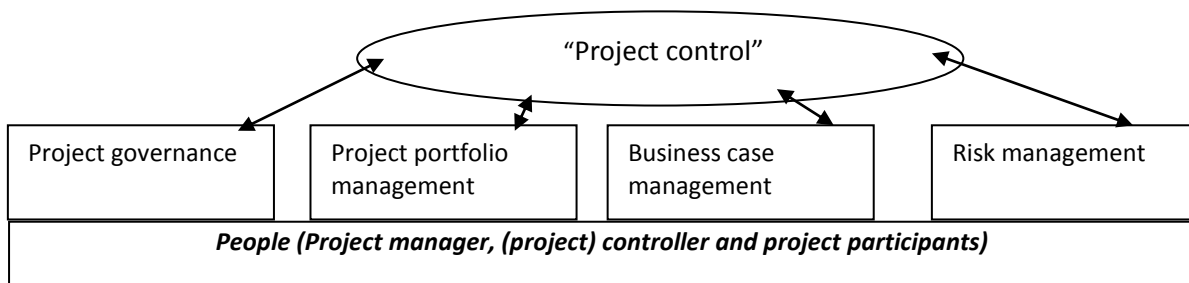 “Project control”
Project governance
Project portfolio
management
Business case
management
Risk management
People (Project manager, (project) controller and project participants)